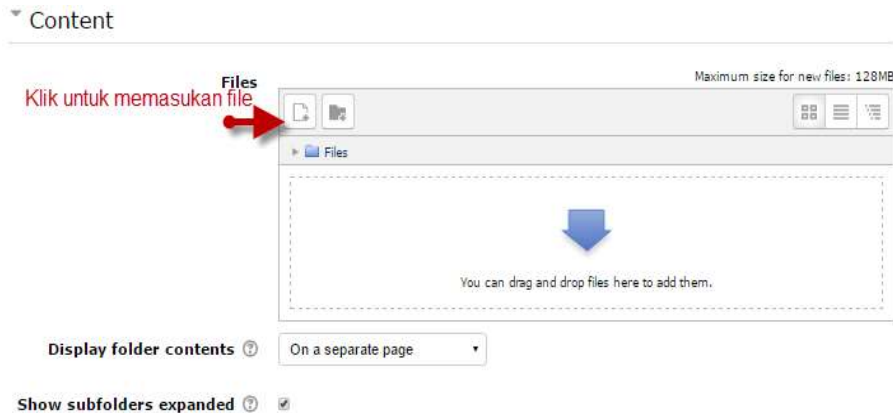 Content
Files
Maximum size for new files: 128MB
Klik untuk memasukan file
Files
You can drag and drop files here to add them.
Display folder contents
On a separate page
Show subfolders expanded